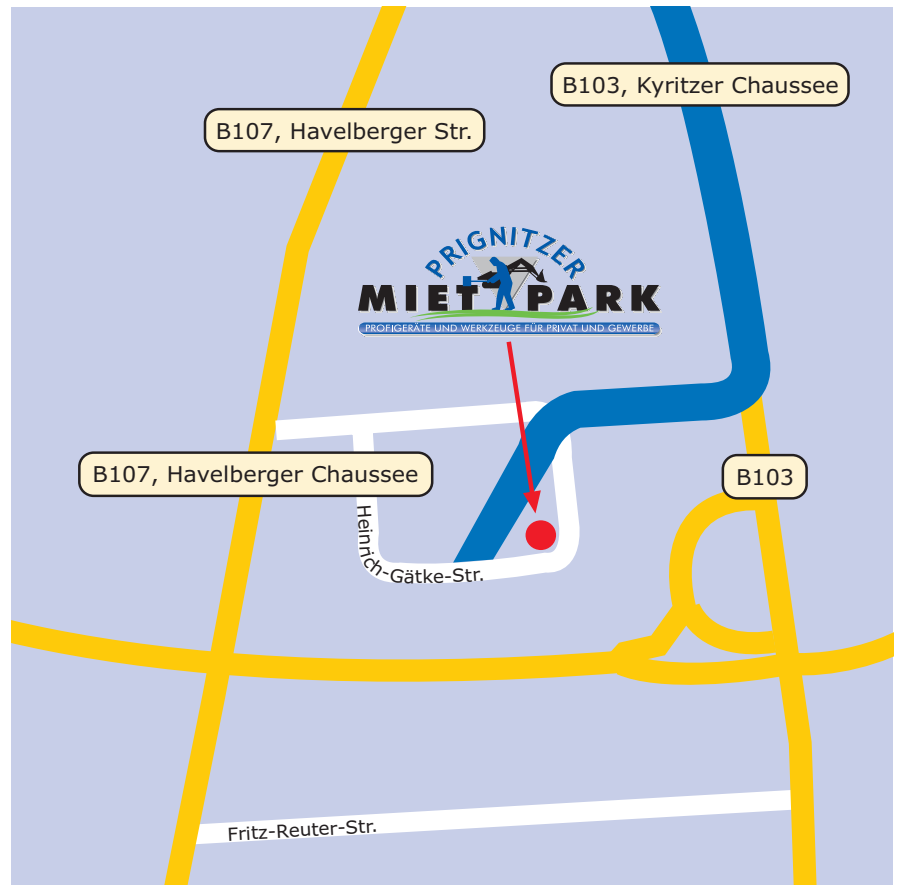 B103, Kyritzer Chaussee
B107, Havelberger Str.
PRIGNITZER
MIET PARK
PROFIGERÄTE UND WERKZEUGE FÜR PRIVAT UND GEWERBE
B107, Havelberger Chaussee
B103
Heinrich-Gätke-Str.
Fritz-Reuter-Str.